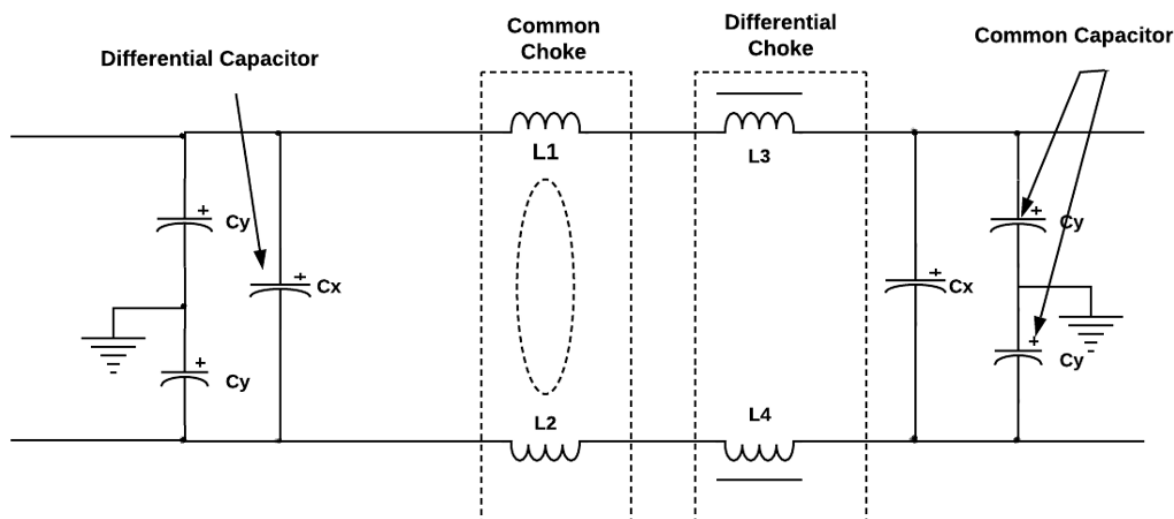 Common
Choke
Differential
Choke
Common Capacitor
Differential Capacitor
L1
L3
+
Cy
+
Cy
+
Cx
+
Cx
+
Cy
+
Cy
L2
L4